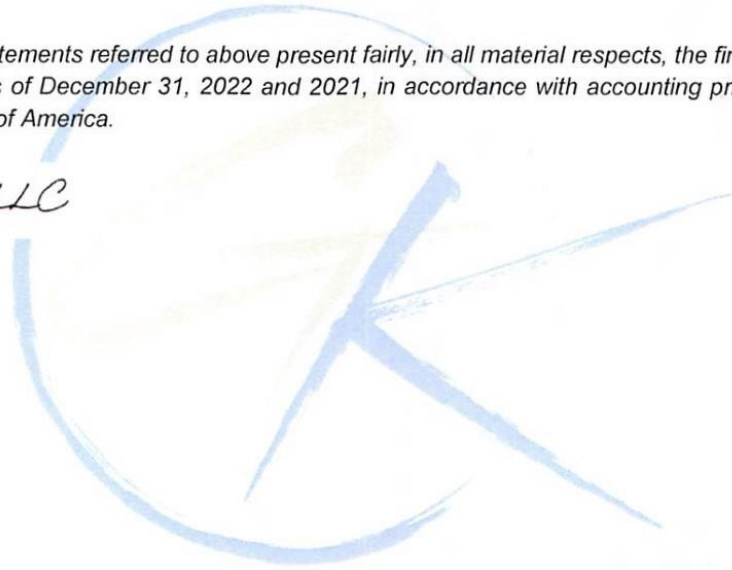 tements referred to above present fairly, in all material respects, the fin
s of December 31, 2022 and 2021, in accordance with accounting pr
of America.
LLC